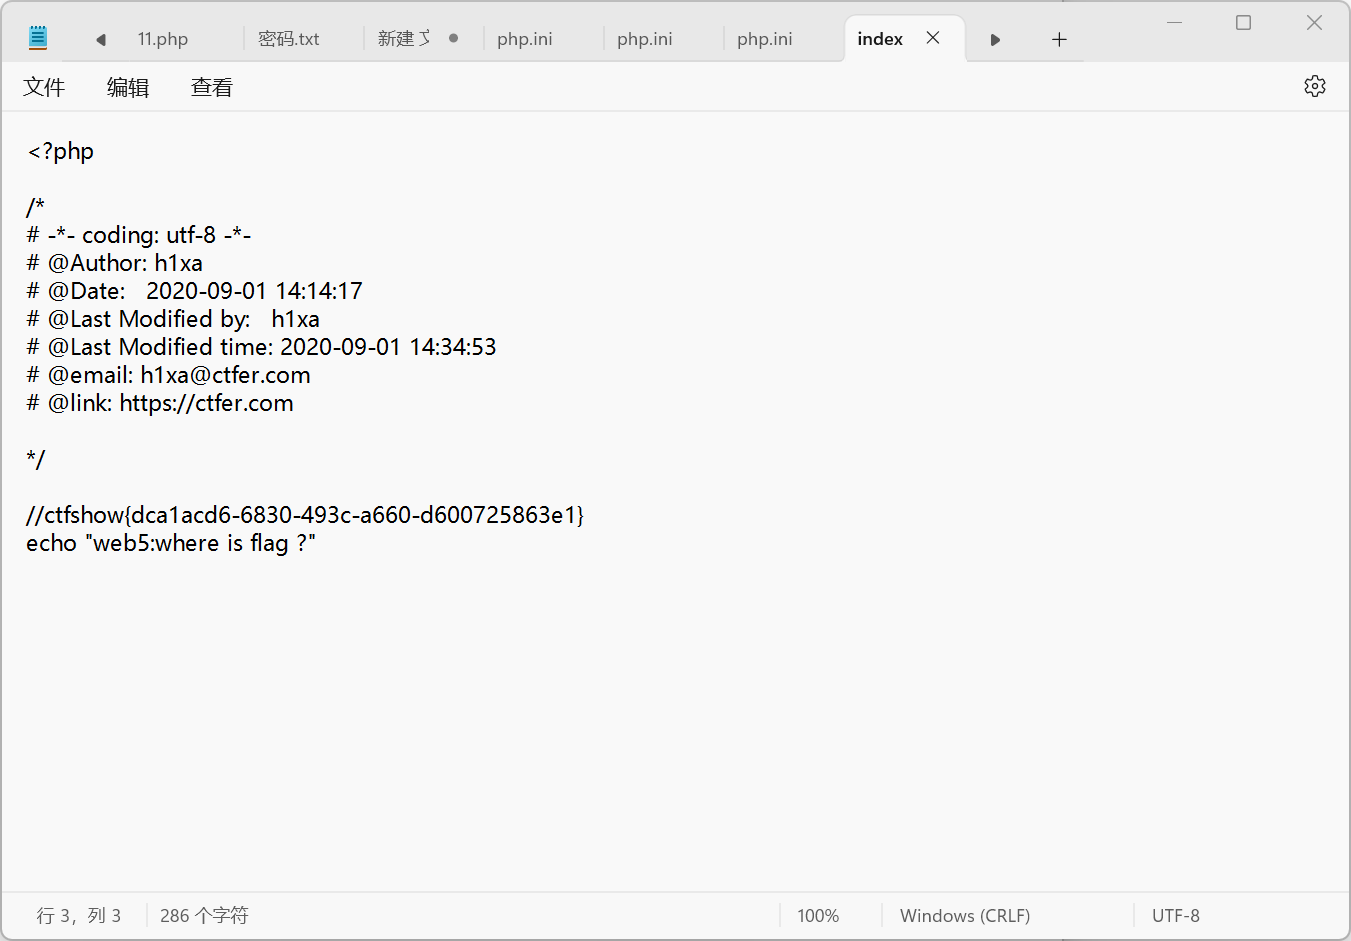 11.php 密码.txt 新建 php.ini php.ini php.ini index
文件 编辑 查看
<?php
/*
# -*- coding: utf-8 -*-
# @Author: h1xa
# @Date:   2020-09-01 14:14:17
# @Last Modified by:   h1xa
# @Last Modified time: 2020-09-01 14:34:53
# @email: h1xa@ctfer.com
# @link: https://ctfer.com
*/
//ctfshow{dca1acd6-6830-493c-a660-d600725863e1}
echo "web5:where is flag ?"
行 3，列 3 286 个字符 100% Windows (CRLF) UTF-8